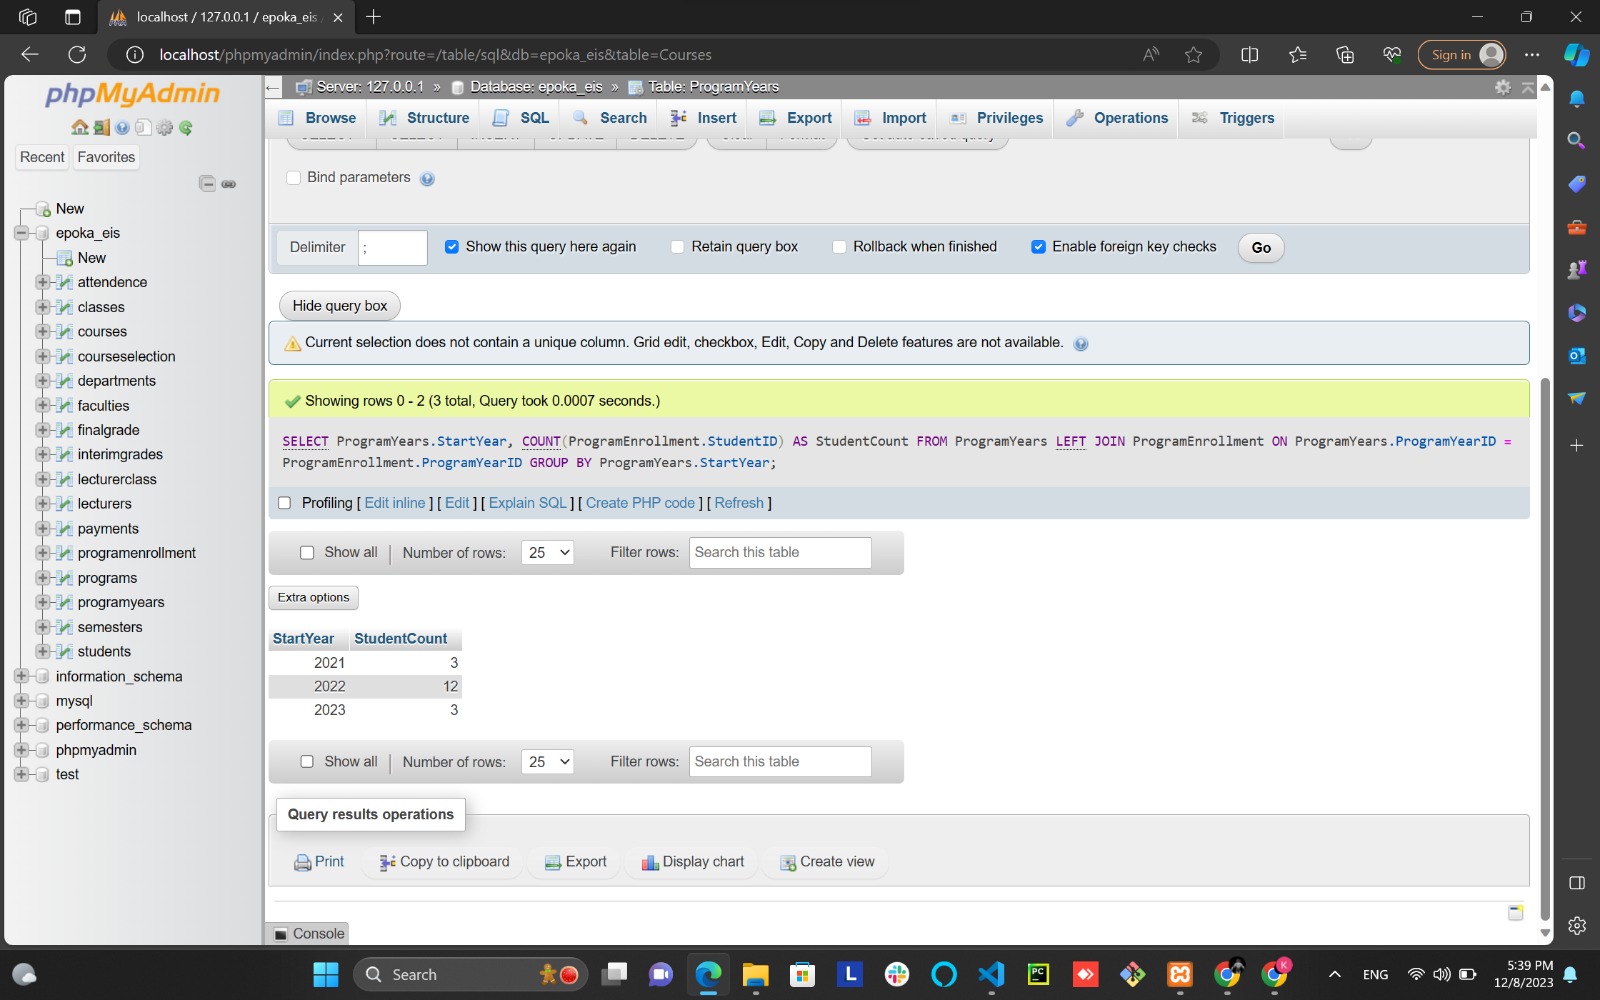 localhost / 127.0.0.1 / epoka_eis
localhost/phpmyadmin/index.php?route=/table/sql&db=epoka_eis&table=Courses
Sign in
phpMyAdmin
Recent
Favorites
New
epoka_eis
New
attendence
classes
courses
courseselection
departments
faculties
finalgrade
interimgrades
lecturerclass
lecturers
payments
programenrollment
programs
programyears
semesters
students
information_schema
mysql
performance_schema
phpmyadmin
test
Server: 127.0.0.1 » Database: epoka_eis » Table: ProgramYears
Browse Structure SQL Search Insert Export Import Privileges Operations Triggers
Bind parameters
Delimiter ; Show this query here again Retain query box Rollback when finished Enable foreign key checks Go
Hide query box
Current selection does not contain a unique column. Grid edit, checkbox, Edit, Copy and Delete features are not available.
Showing rows 0 - 2 (3 total, Query took 0.0007 seconds.)
SELECT ProgramYears.StartYear, COUNT(ProgramEnrollment.StudentID) AS StudentCount FROM ProgramYears LEFT JOIN ProgramEnrollment ON ProgramYears.ProgramYearID =
ProgramEnrollment.ProgramYearID GROUP BY ProgramYears.StartYear;
Profiling [ Edit inline ] [ Edit ] [ Explain SQL ] [ Create PHP code ] [ Refresh ]
Show all | Number of rows: 25 Filter rows: Search this table
Extra options
StartYear StudentCount
2021 3
2022 12
2023 3
Show all | Number of rows: 25 Filter rows: Search this table
Query results operations
Print Copy to clipboard Export Display chart Create view
Console
Search
L
PC
K
ENG
5:39 PM
12/8/2023